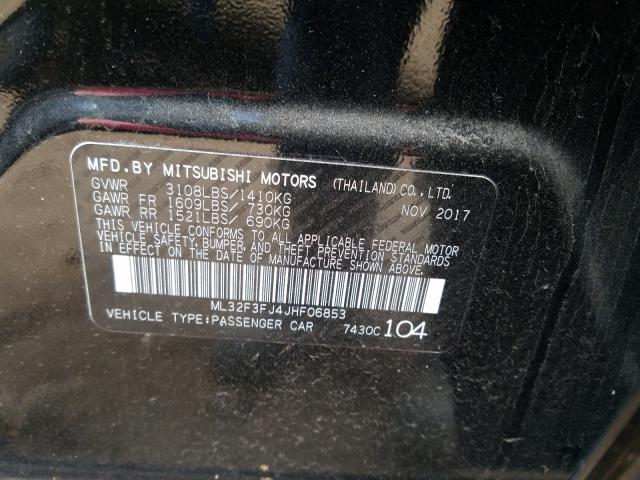 MFD.BY MITSUBISHI MOTORS (THAILAND)CO.,LTD.
GVWR 3108LBS/1410KG NOV 2017
GAWR FR 1609LBS/ 730KG
GAWR RR 1521LBS/ 690KG
THIS VEHICLE CONFORMS TO ALL APPLICABLE FEDERAL MOTOR
VEHICLE SAFETY, BUMPER, AND THEFT PREVENTION STANDARDS
IN EFFECT ON THE DATE OF MANUFACTURE SHOWN ABOVE.
ML32F3FJ4JHF06853
VEHICLE TYPE:PASSENGER CAR 7430C 104